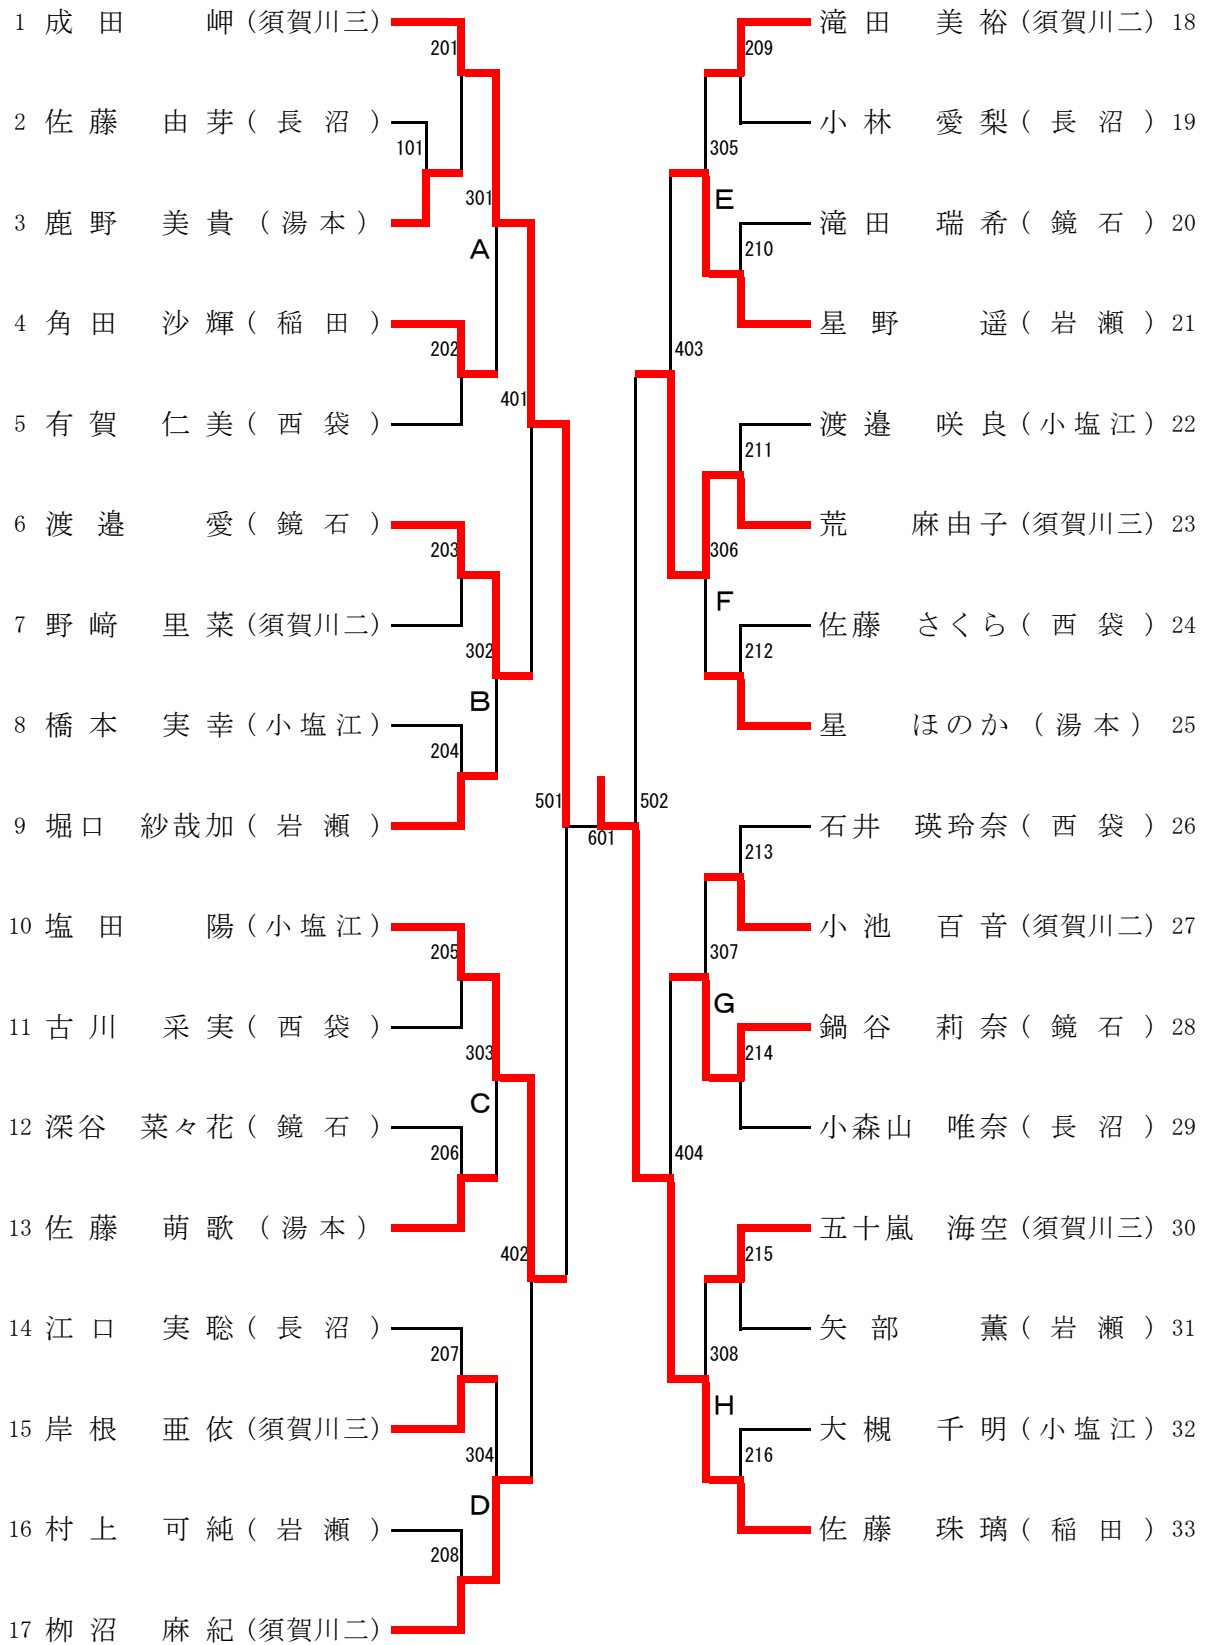 1 成田 岬 (須賀川三)
201
2 佐藤 由芽 (長沼)
101
3 鹿野 美貴 (湯本)
301
A
4 角田 沙輝 (稲田)
202
401
5 有賀 仁美 (西袋)
6 渡邉 愛 (鏡石)
203
7 野﨑 里菜 (須賀川二)
302
B
8 橋本 実幸 (小塩江)
204
501
9 堀口 紗哉加 (岩瀬)
10 塩田 陽 (小塩江)
205
11 古川 采実 (西袋)
303
C
12 深谷 菜々花 (鏡石)
206
13 佐藤 萌歌 (湯本)
402
14 江口 実聡 (長沼)
207
15 岸根 亜依 (須賀川三)
304
D
16 村上 可純 (岩瀬)
208
17 栁沼 麻紀 (須賀川二)
601
滝田 美裕 (須賀川二) 18
209
小林 愛梨 (長沼) 19
305
E
滝田 瑞希 (鏡石) 20
210
星野 遥 (岩瀬) 21
403
渡邉 咲良 (小塩江) 22
211
荒 麻由子 (須賀川三) 23
306
F
佐藤 さくら (西袋) 24
212
星 ほのか (湯本) 25
502
石井 瑛玲奈 (西袋) 26
213
小池 百音 (須賀川二) 27
307
G
鍋谷 莉奈 (鏡石) 28
214
小森山 唯奈 (長沼) 29
404
五十嵐 海空 (須賀川三) 30
215
矢部 薫 (岩瀬) 31
308
H
大槻 千明 (小塩江) 32
216
佐藤 珠璃 (稲田) 33